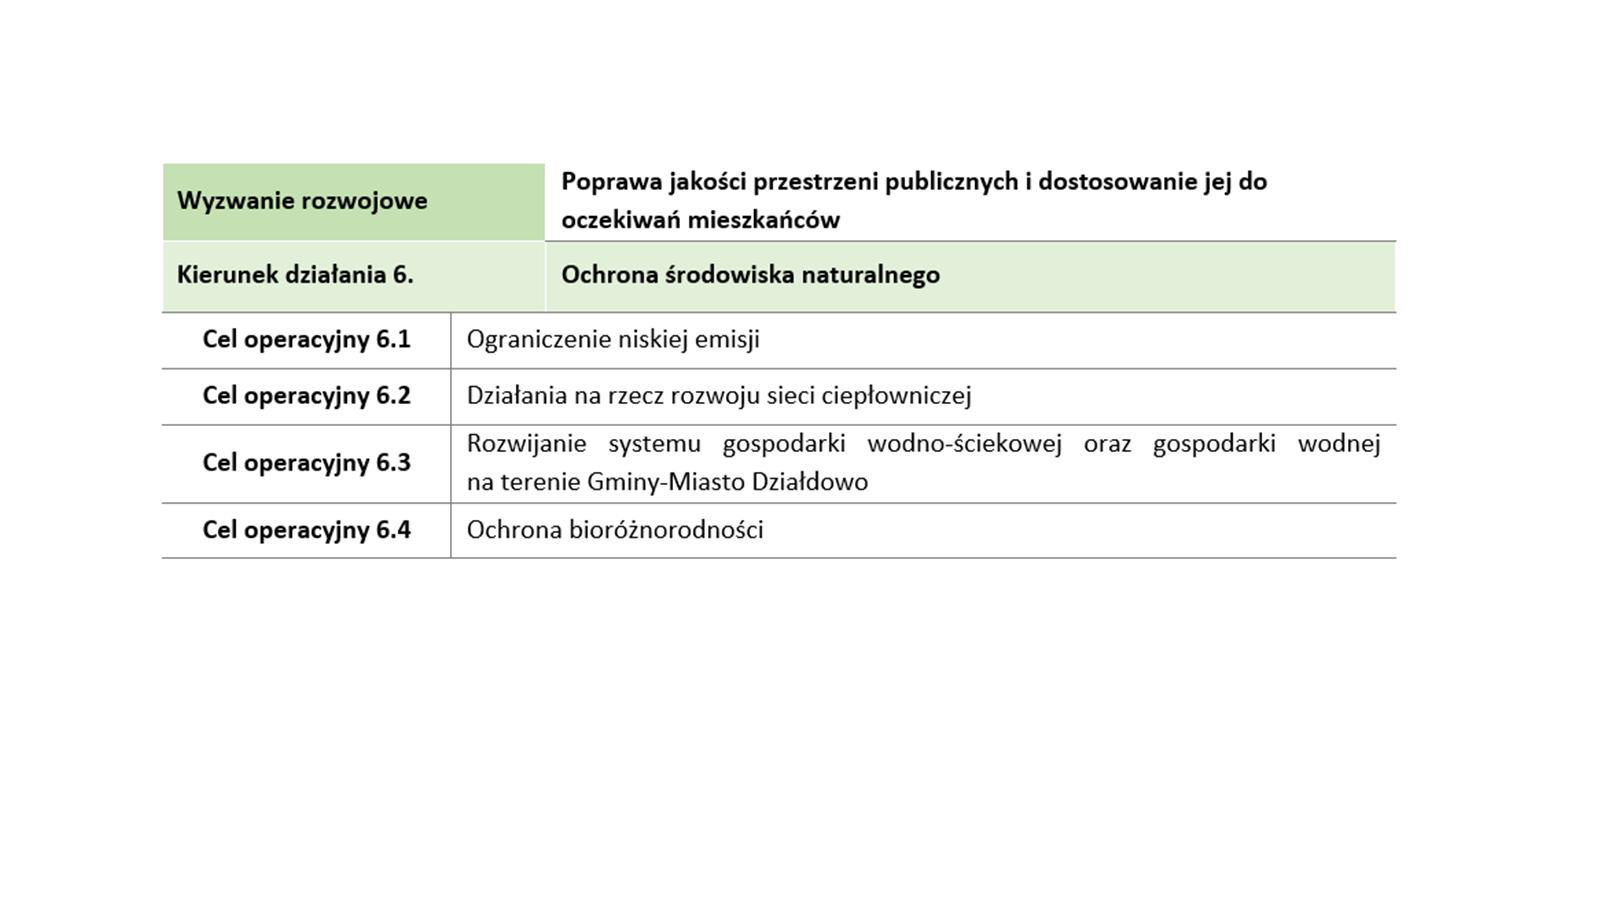 Wyzwanie rozwojowe
Poprawa jakości przestrzeni publicznych i dostosowanie jej do
oczekiwań mieszkańców
Kierunek działania 6.
Ochrona środowiska naturalnego
Cel operacyjny 6.1
Ograniczenie niskiej emisji
Cel operacyjny 6.2
Działania na rzecz rozwoju sieci ciepłowniczej
Cel operacyjny 6.3
Rozwijanie systemu gospodarki wodno-ściekowej oraz gospodarki wodnej
na terenie Gminy-Miasto Działdowo
Cel operacyjny 6.4
Ochrona bioróżnorodności